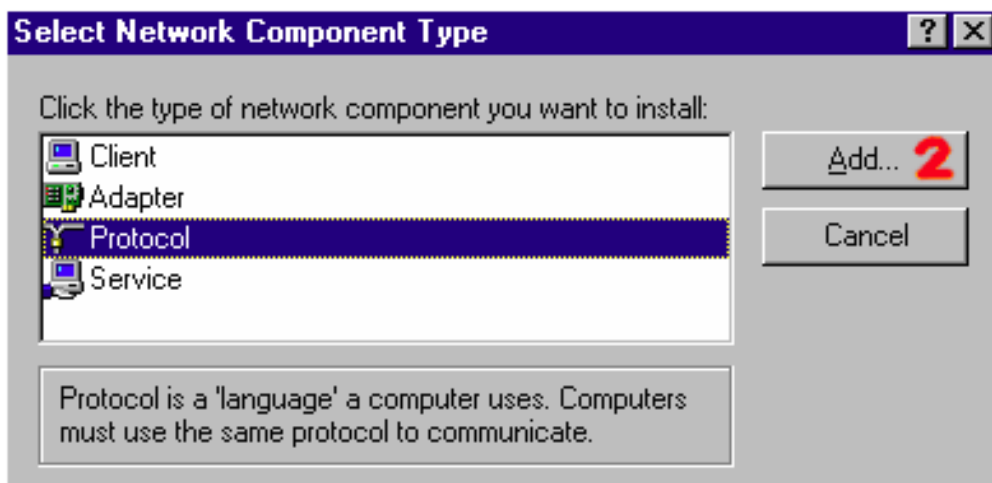 Select Network Component Type
Click the type of network component you want to install:
Client
Add... 2
Adapter
Protocol
Cancel
Service
Protocol is a 'language' a computer uses. Computers
must use the same protocol to communicate.